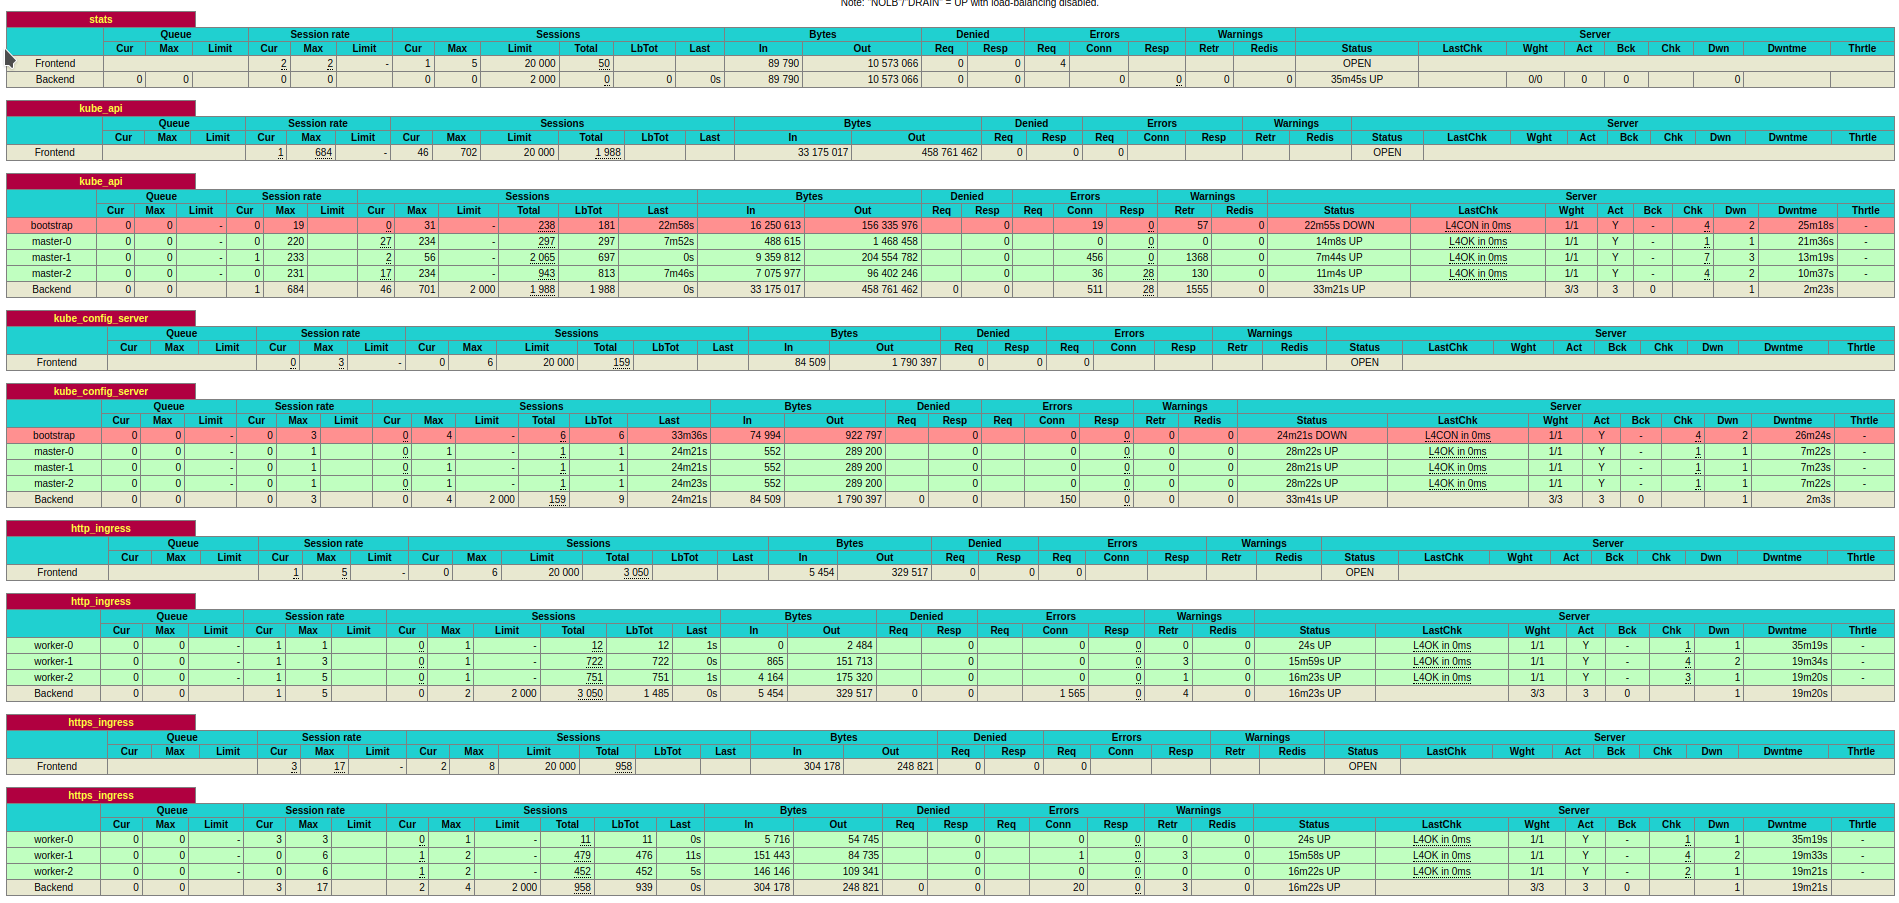 Note: "NOLB"/"DRAIN" = UP with load-balancing disabled.
stats
Queue Session rate Sessions Bytes Denied Errors Warnings Server
Cur Max Limit Cur Max Limit Cur Max Limit Total LbTot Last In Out Req Resp Req Conn Resp Retr Redis Status LastChk Wght Act Bck Chk Dwn Dwntme Thrtle
Frontend 2 2 - 1 5 20 000 50 89 790 10 573 066 0 0 4 OPEN
Backend 0 0 0 0 0 0 2 000 0 0 0s 89 790 10 573 066 0 0 0 0 0 0 35m45s UP 0/0 0 0 0
kube_api
Queue Session rate Sessions Bytes Denied Errors Warnings Server
Cur Max Limit Cur Max Limit Cur Max Limit Total LbTot Last In Out Req Resp Req Conn Resp Retr Redis Status LastChk Wght Act Bck Chk Dwn Dwntme Thrtle
Frontend 1 684 - 46 702 20 000 1 988 33 175 017 458 761 462 0 0 0 OPEN
kube_api
Queue Session rate Sessions Bytes Denied Errors Warnings Server
Cur Max Limit Cur Max Limit Cur Max Limit Total LbTot Last In Out Req Resp Req Conn Resp Retr Redis Status LastChk Wght Act Bck Chk Dwn Dwntme Thrtle
bootstrap 0 0 - 0 19 0 31 - 238 181 22m58s 16 250 613 156 335 976 0 19 0 57 0 22m55s DOWN L4CON in 0ms 1/1 Y - 4 2 25m18s -
master-0 0 0 - 0 220 27 234 - 297 297 7m52s 488 615 1 468 458 0 0 0 0 0 14m8s UP L4OK in 0ms 1/1 Y - 1 1 21m36s -
master-1 0 0 - 1 233 2 56 - 2 065 697 0s 9 359 812 204 554 782 0 456 0 1368 0 7m44s UP L4OK in 0ms 1/1 Y - 7 3 13m19s -
master-2 0 0 - 0 231 17 234 - 943 813 7m46s 7 075 977 96 402 246 0 36 28 130 0 11m4s UP L4OK in 0ms 1/1 Y - 4 2 10m37s -
Backend 0 0 1 684 46 701 2 000 1 988 1 988 0s 33 175 017 458 761 462 0 0 511 28 1555 0 33m21s UP 3/3 3 0 1 2m23s
kube_config_server
Queue Session rate Sessions Bytes Denied Errors Warnings Server
Cur Max Limit Cur Max Limit Cur Max Limit Total LbTot Last In Out Req Resp Req Conn Resp Retr Redis Status LastChk Wght Act Bck Chk Dwn Dwntme Thrtle
Frontend 0 3 - 0 6 20 000 159 84 509 1 790 397 0 0 0 OPEN
kube_config_server
Queue Session rate Sessions Bytes Denied Errors Warnings Server
Cur Max Limit Cur Max Limit Cur Max Limit Total LbTot Last In Out Req Resp Req Conn Resp Retr Redis Status LastChk Wght Act Bck Chk Dwn Dwntme Thrtle
bootstrap 0 0 - 0 3 0 4 - 6 6 33m36s 74 994 922 797 0 0 0 0 0 24m21s DOWN L4CON in 0ms 1/1 Y - 4 2 26m24s -
master-0 0 0 - 0 1 0 1 - 1 1 24m21s 552 289 200 0 0 0 0 0 28m22s UP L4OK in 0ms 1/1 Y - 1 1 7m22s -
master-1 0 0 - 0 1 0 1 - 1 1 24m21s 552 289 200 0 0 0 0 0 28m21s UP L4OK in 0ms 1/1 Y - 1 1 7m23s -
master-2 0 0 - 0 1 0 1 - 1 1 24m23s 552 289 200 0 0 0 0 0 28m22s UP L4OK in 0ms 1/1 Y - 1 1 7m22s -
Backend 0 0 0 3 0 4 2 000 159 9 24m21s 84 509 1 790 397 0 0 150 0 0 0 33m41s UP 3/3 3 0 1 2m3s
http_ingress
Queue Session rate Sessions Bytes Denied Errors Warnings Server
Cur Max Limit Cur Max Limit Cur Max Limit Total LbTot Last In Out Req Resp Req Conn Resp Retr Redis Status LastChk Wght Act Bck Chk Dwn Dwntme Thrtle
Frontend 1 5 - 0 6 20 000 3 050 5 454 329 517 0 0 0 OPEN
http_ingress
Queue Session rate Sessions Bytes Denied Errors Warnings Server
Cur Max Limit Cur Max Limit Cur Max Limit Total LbTot Last In Out Req Resp Req Conn Resp Retr Redis Status LastChk Wght Act Bck Chk Dwn Dwntme Thrtle
worker-0 0 0 - 1 1 0 1 - 12 12 1s 0 2 484 0 0 0 0 0 24s UP L4OK in 0ms 1/1 Y - 1 1 35m19s -
worker-1 0 0 - 1 3 0 1 - 722 722 0s 865 151 713 0 0 0 3 0 15m59s UP L4OK in 0ms 1/1 Y - 4 2 19m34s -
worker-2 0 0 - 1 5 0 1 - 751 751 1s 4 164 175 320 0 0 0 1 0 16m23s UP L4OK in 0ms 1/1 Y - 3 1 19m20s -
Backend 0 0 1 5 0 2 2 000 3 050 1 485 0s 5 454 329 517 0 0 1 565 0 4 0 16m23s UP 3/3 3 0 1 19m20s
https_ingress
Queue Session rate Sessions Bytes Denied Errors Warnings Server
Cur Max Limit Cur Max Limit Cur Max Limit Total LbTot Last In Out Req Resp Req Conn Resp Retr Redis Status LastChk Wght Act Bck Chk Dwn Dwntme Thrtle
Frontend 3 17 - 2 8 20 000 958 304 178 248 821 0 0 0 OPEN
https_ingress
Queue Session rate Sessions Bytes Denied Errors Warnings Server
Cur Max Limit Cur Max Limit Cur Max Limit Total LbTot Last In Out Req Resp Req Conn Resp Retr Redis Status LastChk Wght Act Bck Chk Dwn Dwntme Thrtle
worker-0 0 0 - 3 3 0 1 - 11 11 0s 5 716 54 745 0 0 0 0 0 24s UP L4OK in 0ms 1/1 Y - 1 1 35m19s -
worker-1 0 0 - 0 6 1 2 - 479 476 11s 151 443 84 735 0 1 0 3 0 15m58s UP L4OK in 0ms 1/1 Y - 4 2 19m33s -
worker-2 0 0 - 0 6 1 2 - 452 452 5s 146 146 109 341 0 0 0 0 0 16m22s UP L4OK in 0ms 1/1 Y - 2 1 19m21s -
Backend 0 0 3 17 2 4 2 000 958 939 0s 304 178 248 821 0 0 20 0 3 0 16m22s UP 3/3 3 0 1 19m21s